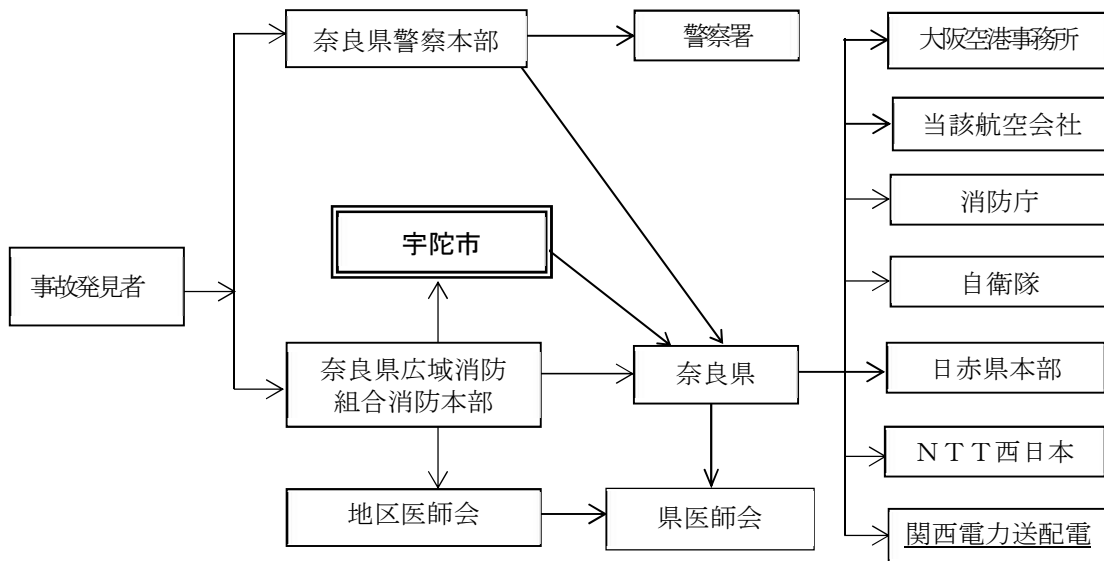 奈良県警察本部
警察署
大阪空港事務所
当該航空会社
消防庁
宇陀市
事故発見者
自衛隊
奈良県広域消防
組合消防本部
奈良県
日赤県本部
ＮＴＴ西日本
地区医師会
県医師会
関西電力送配電